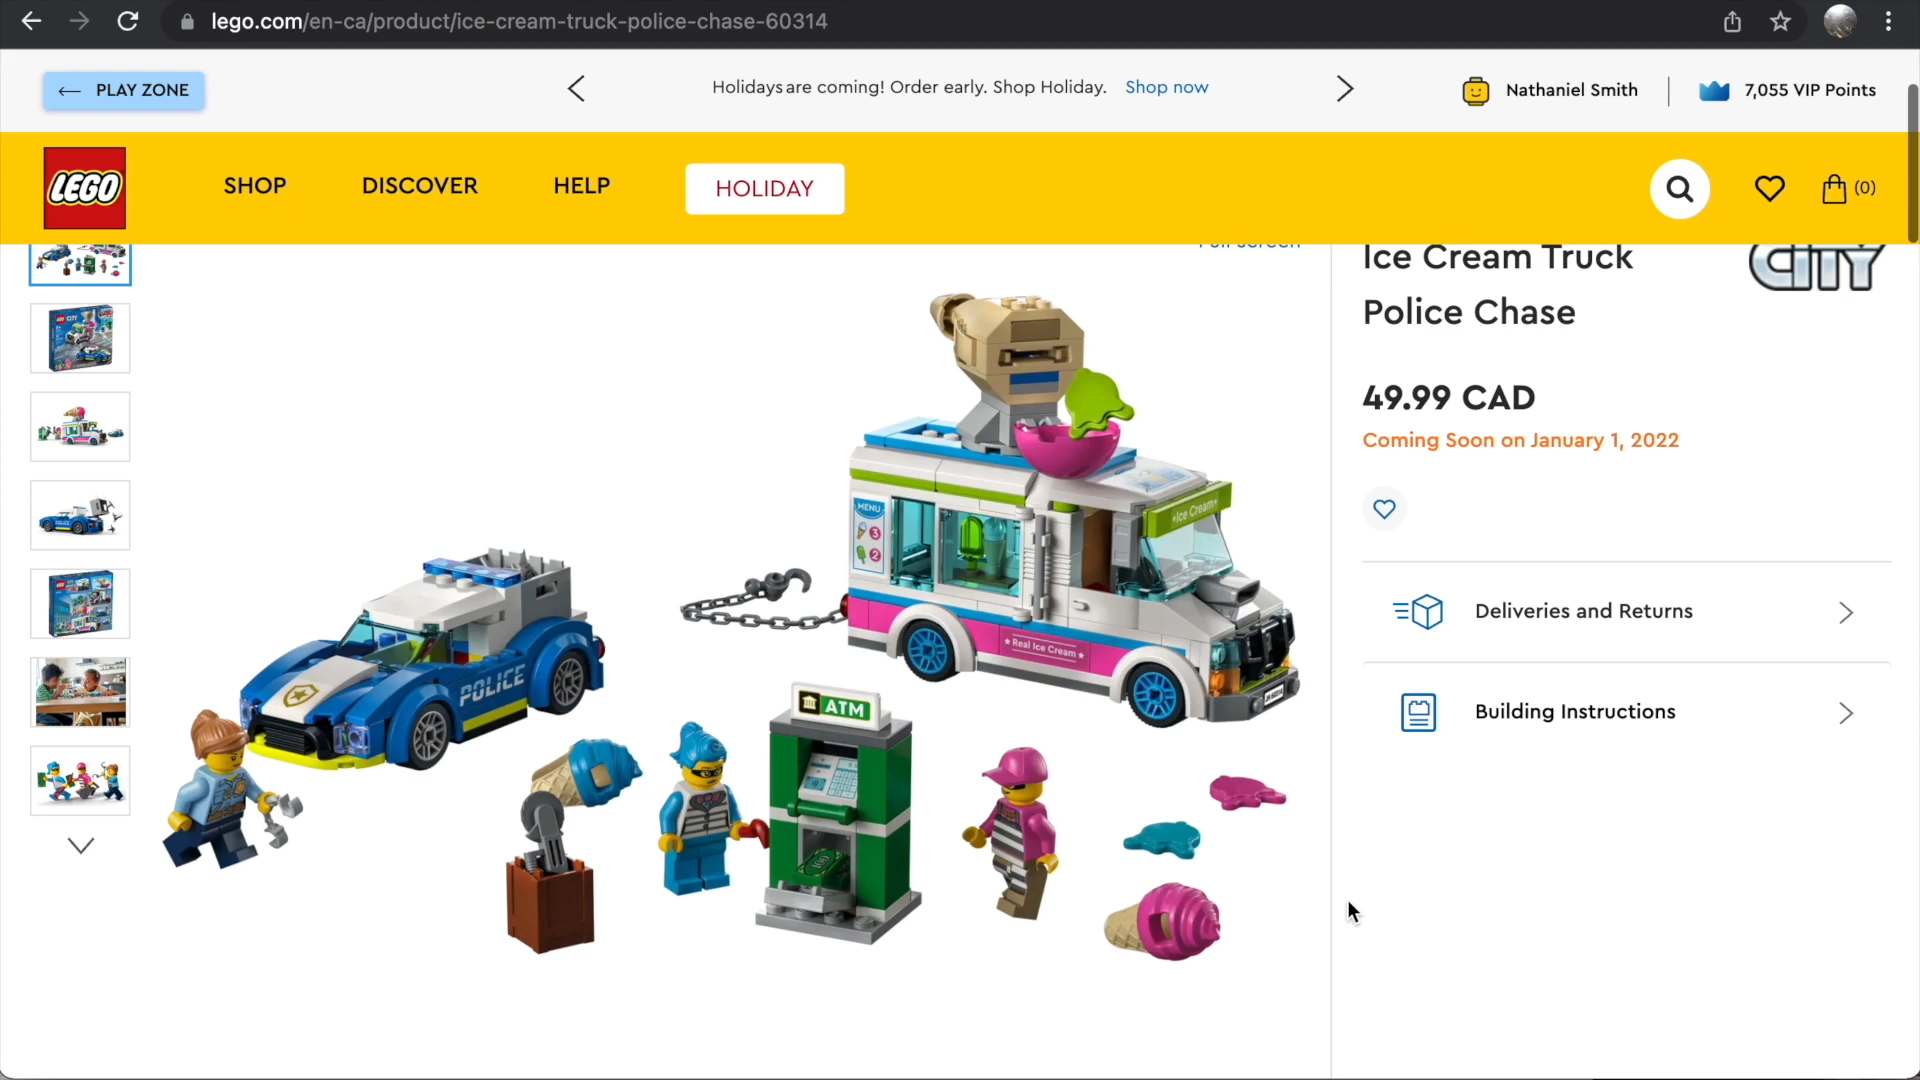 lego.com/en-ca/product/ice-cream-truck-police-chase-60314
PLAY ZONE
Holidays are coming! Order early. Shop Holiday. Shop now
Nathaniel Smith
7,055 VIP Points
LEGO
SHOP
DISCOVER
HELP
HOLIDAY
(0)
Ice Cream Truck
Police Chase
CITY
49.99 CAD
Coming Soon on January 1, 2022
Deliveries and Returns
Building Instructions
MENU
3
2
Ice Cream
Real Ice Cream
POLICE
ATM